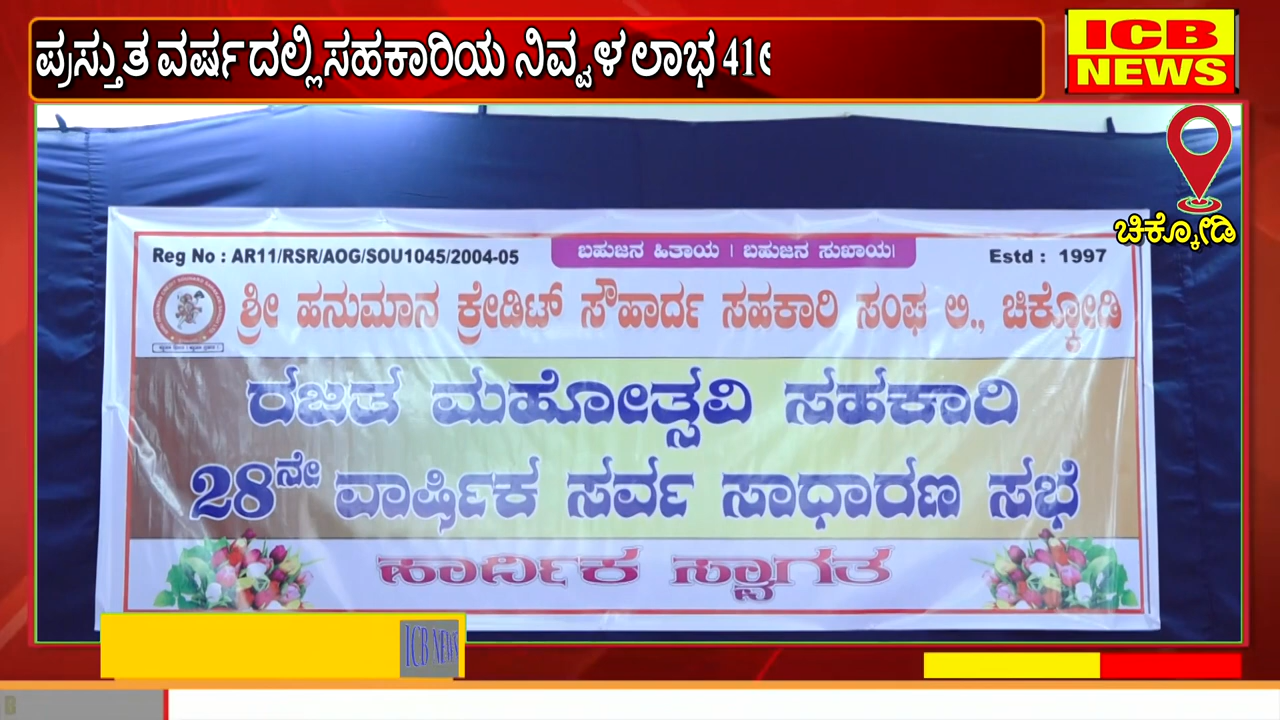 ಪ್ರಸ್ತುತ ವರ್ಷದಲ್ಲಿ ಸಹಕಾರಿಯ ನಿವ್ವಳ ಲಾಭ 41
ICB
NEWS
ಚಿಕ್ಕೋಡಿ
Reg No : AR11/RSR/AOG/SOU1045/2004-05
ಬಹುಜನ ಹಿತಾಯ | ಬಹುಜನ ಸುಖಾಯ|
Estd : 1997
ಶ್ರೀ ಹನುಮಾನ ಕ್ರೇಡಿಟ್ ಸೌಹಾರ್ದ ಸಹಕಾರಿ ಸಂಘ ಲಿ., ಚಿಕ್ಕೋಡಿ
ರಜತ ಮಹೋತ್ಸವಿ ಸಹಕಾರಿ
28ನೇ ವಾರ್ಷಿಕ ಸರ್ವ ಸಾಧಾರಣ ಸಭೆ
ಹಾರ್ದಿಕ ಸ್ವಾಗತ
ICB NEWS
B